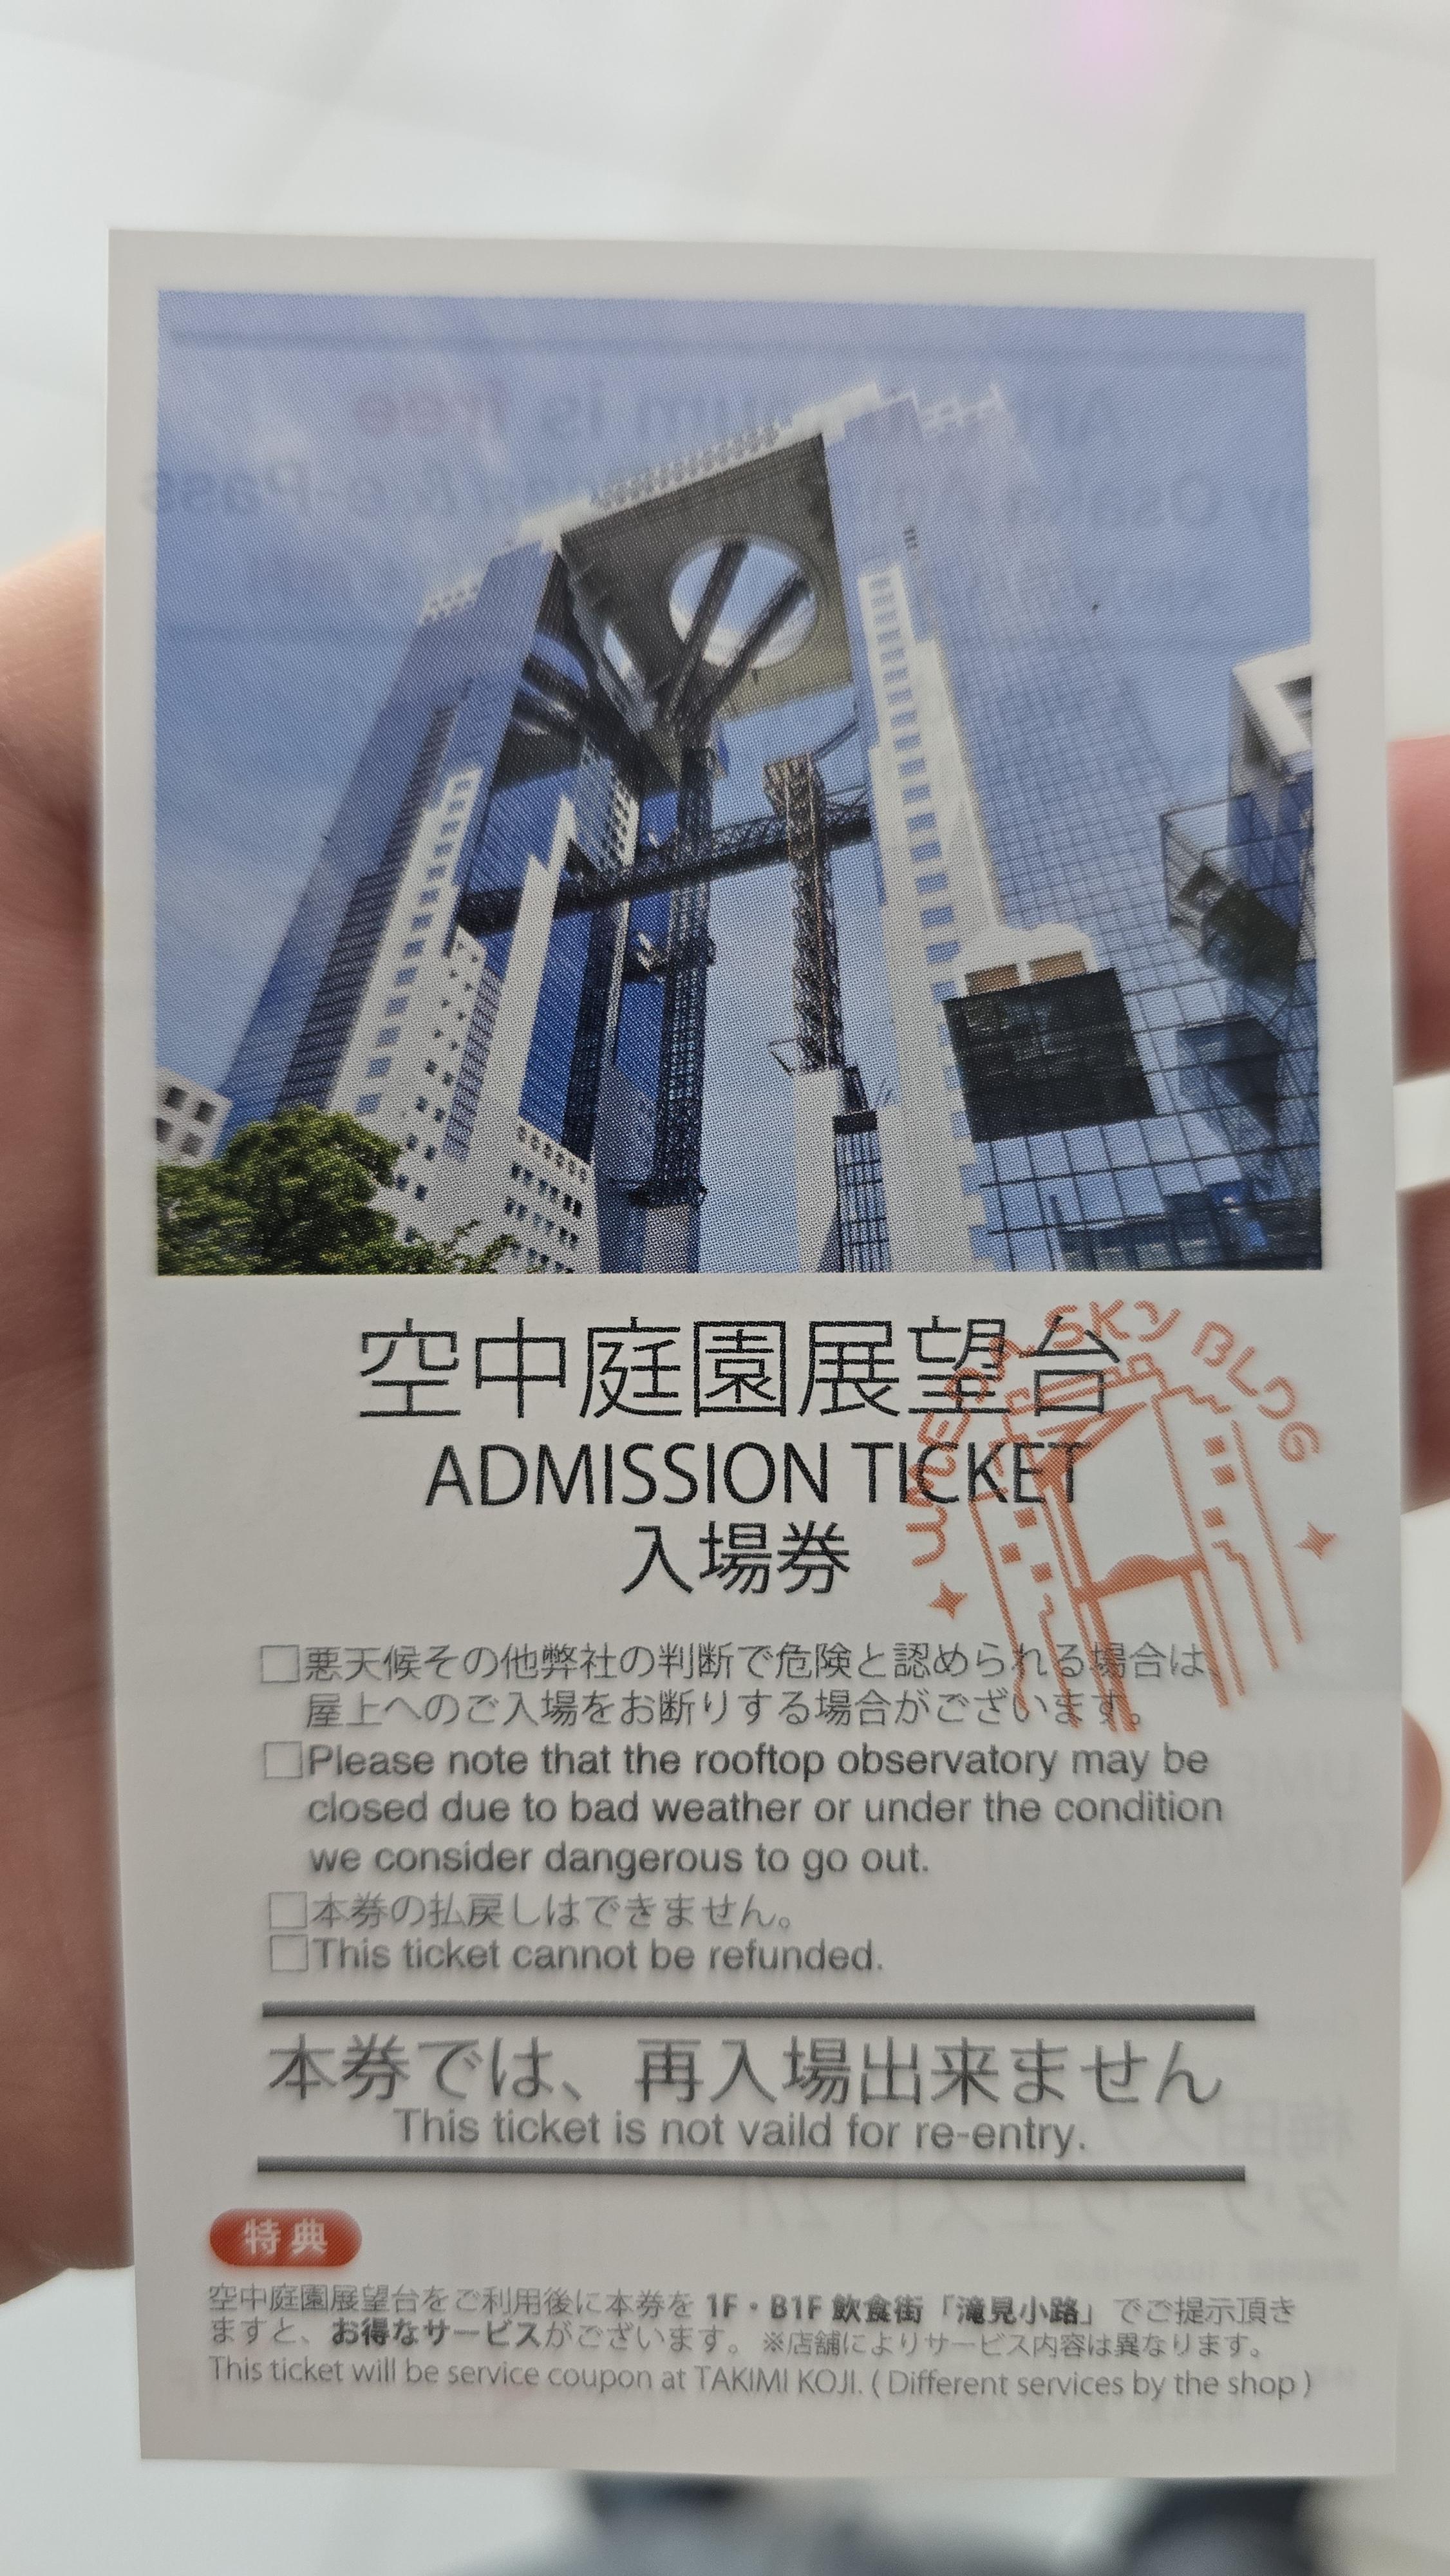 空中庭園展望台
ADMISSION TICKET
入場券
UMEDA SKY BLDG
□悪天候その他弊社の判断で危険と認められる場合は、
屋上へのご入場をお断りする場合がございます。
□Please note that the rooftop observatory may be
closed due to bad weather or under the condition
we consider dangerous to go out.
□本券の払戻しはできません。
□This ticket cannot be refunded.
本券では、再入場出来ません
This ticket is not vaild for re-entry.
特典
空中庭園展望台をご利用後に本券を 1F・B1F 飲食街「滝見小路」でご提示頂き
ますと、お得なサービスがございます。 ※店舗によりサービス内容は異なります。
This ticket will be service coupon at TAKIMI KOJI. ( Different services by the shop )